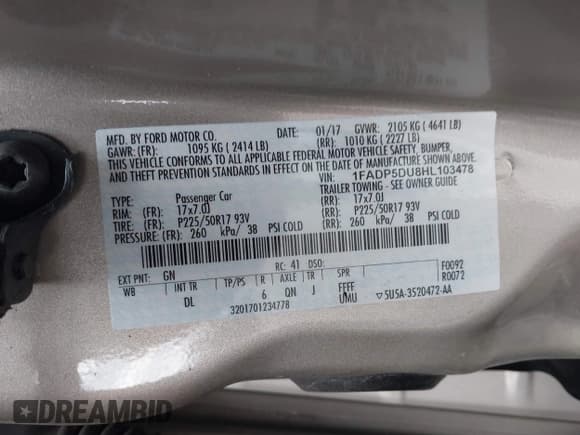 MFD. BY FORD MOTOR CO. DATE: 01/17 GVWR: 2105 KG ( 4641 LB)
GAWR: (FR): 1095 KG ( 2414 LB) (RR): 1010 KG ( 2227 LB)
THIS VEHICLE CONFORMS TO ALL APPLICABLE FEDERAL MOTOR VEHICLE SAFETY, BUMPER,
AND THEFT PREVENTION STANDARDS IN EFFECT ON THE DATE OF MANUFACTURE SHOWN ABOVE.
VIN: 1FADP5DU8HL103478
TYPE: Passenger Car TRAILER TOWING - SEE OWNER GUIDE
RIM: (FR): 17x7.0J (RR): 17x7.0J
TIRE: (FR): P225/50R17 93V (RR): P225/50R17 93V
PRESSURE: (FR): 260 kPa/ 38 PSI COLD (RR): 260 kPa/ 38 PSI COLD
EXT PNT: GN RC: 41 DSO: F0092
WB INT TR TP/PS R AXLE TR SPR R0072
DL 6 QN J FFFF
UMU
3201701234778 ▽5U5A-3520472-AA
DREAMBID